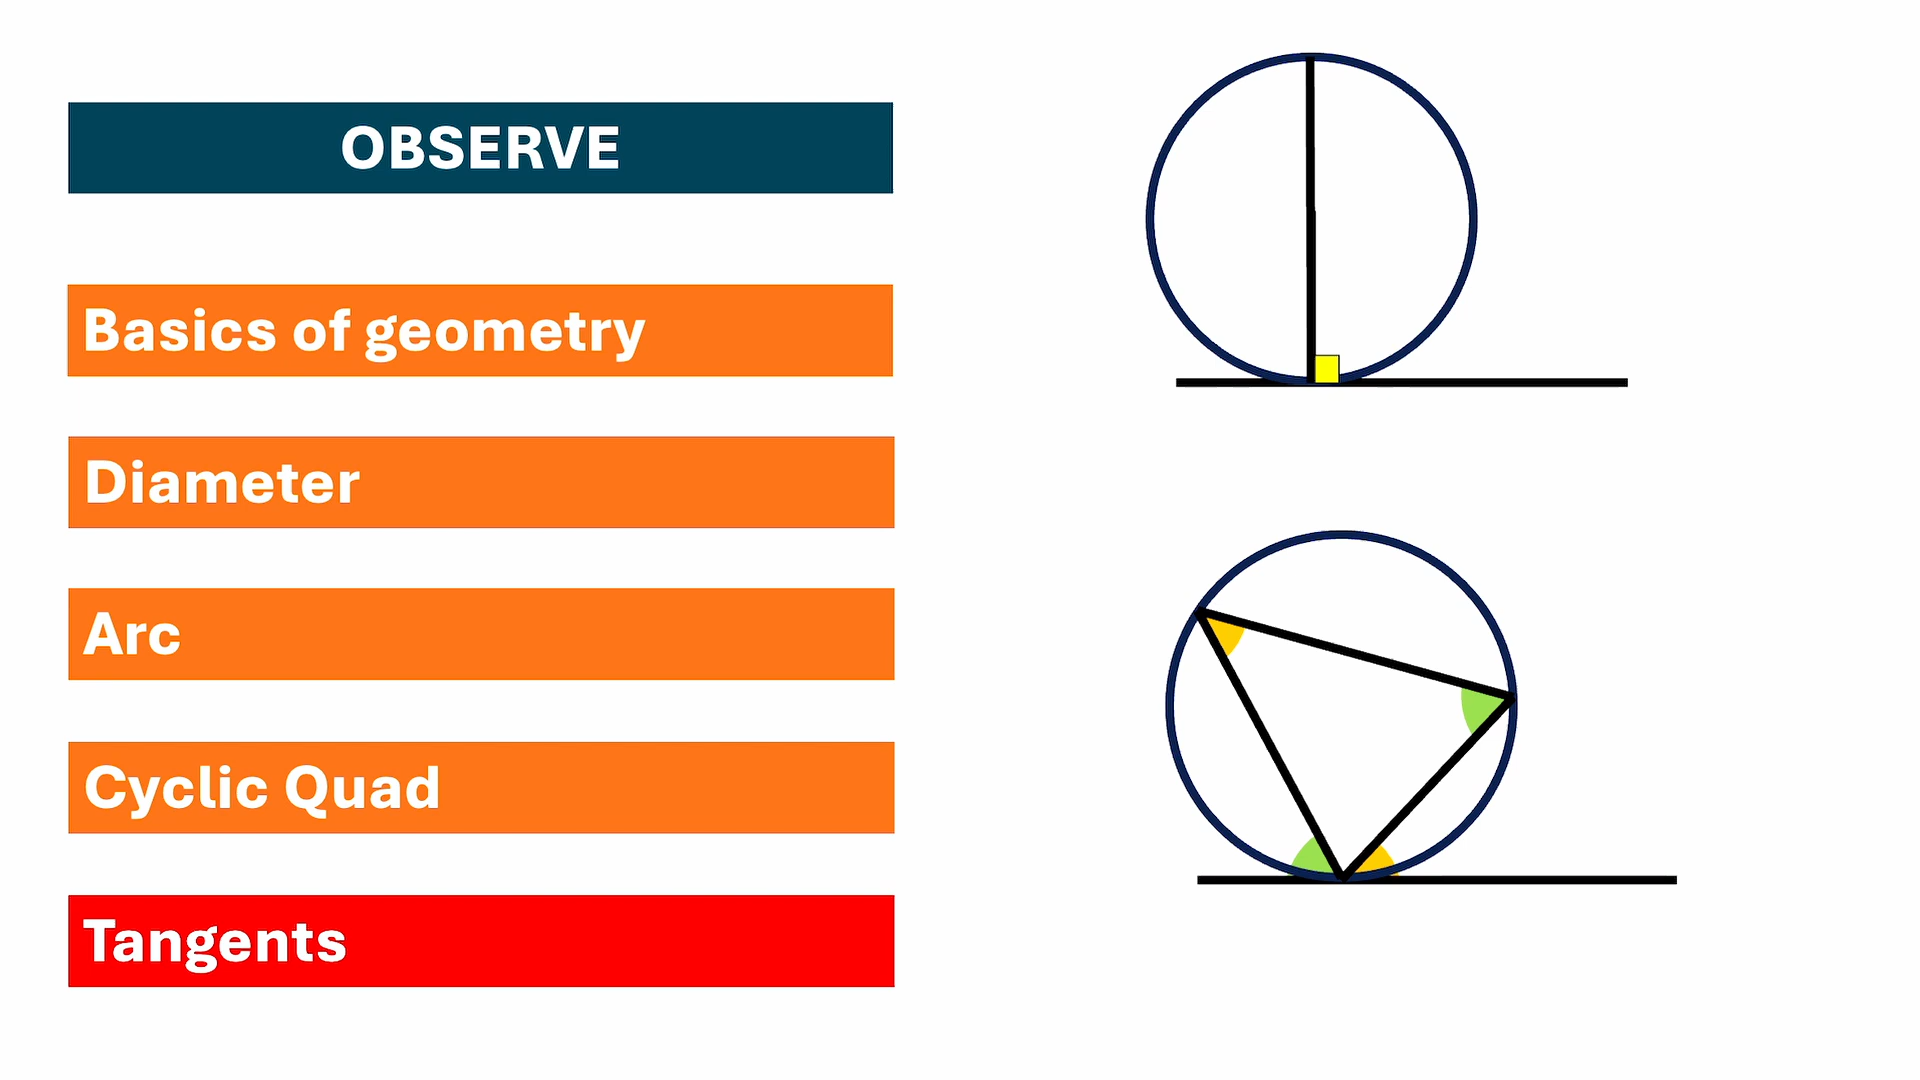 OBSERVE
Basics of geometry
Diameter
Arc
Cyclic Quad
Tangents